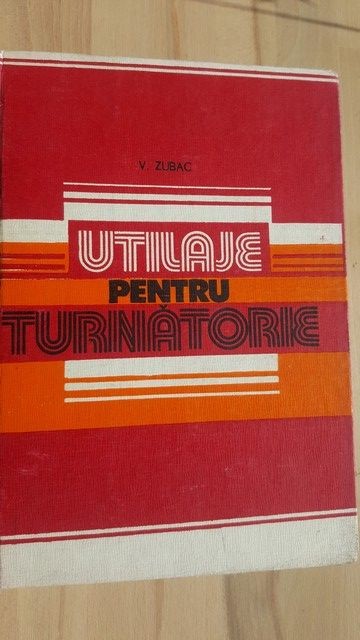 V. ZUBAC
UTILAJE
PENTRU
TURNĂTORIE